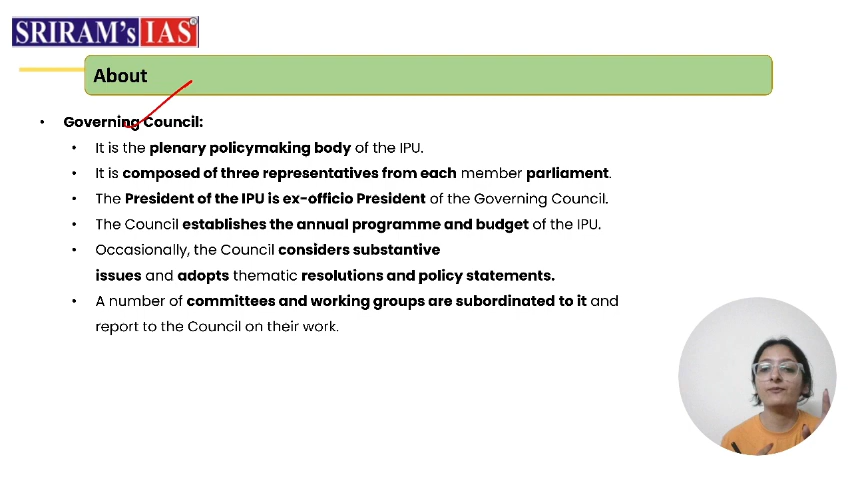 SRIRAM's IAS®
About
• Governing Council:
• It is the plenary policymaking body of the IPU.
• It is composed of three representatives from each member parliament.
• The President of the IPU is ex-officio President of the Governing Council.
• The Council establishes the annual programme and budget of the IPU.
• Occasionally, the Council considers substantive
issues and adopts thematic resolutions and policy statements.
• A number of committees and working groups are subordinated to it and
report to the Council on their work.